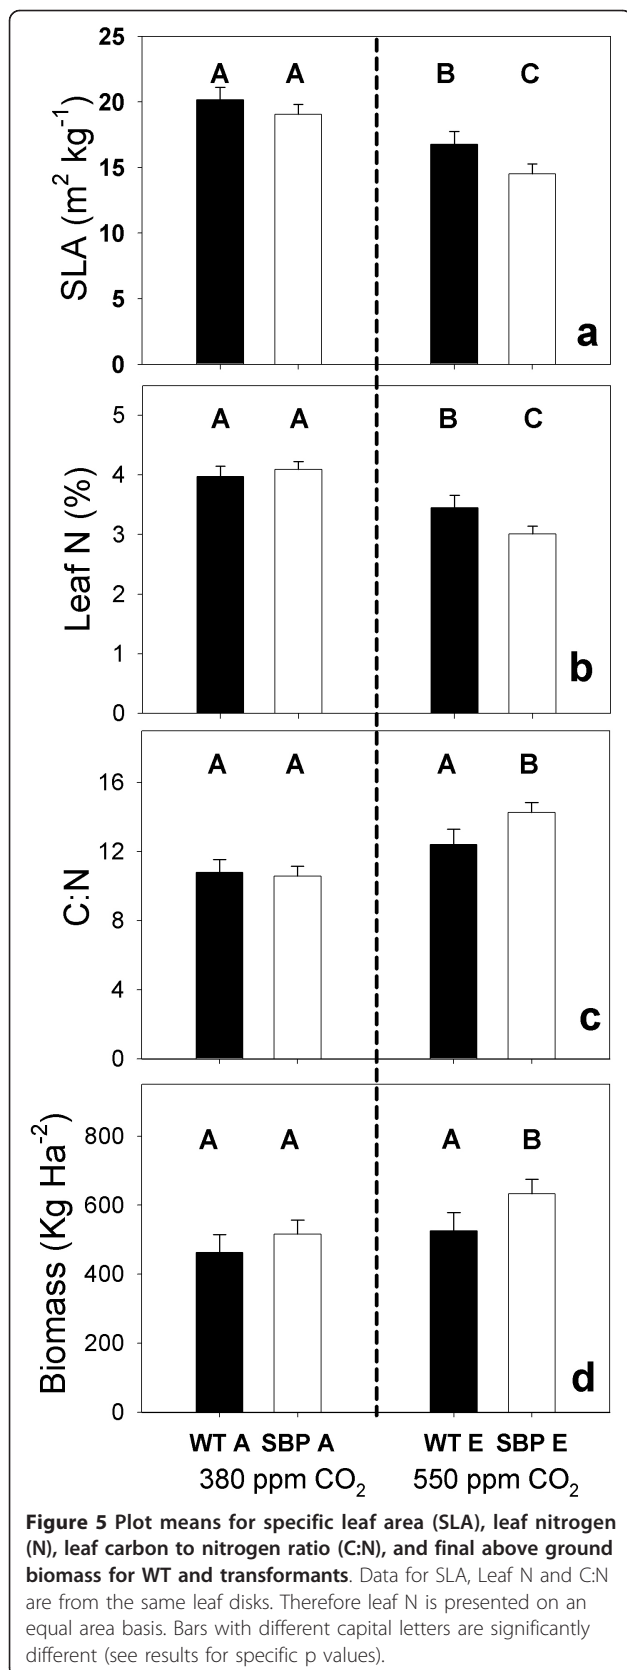 25
20
15
10
5
0
SLA (m² kg⁻¹)
A A B C
a
5
4
3
2
1
0
Leaf N (%)
A A B C
b
16
12
8
4
0
C:N
A A A B
c
800
600
400
200
0
Biomass (Kg Ha⁻²)
A A A B
d
WT A SBP A WT E SBP E
380 ppm CO₂ 550 ppm CO₂
Figure 5 Plot means for specific leaf area (SLA), leaf nitrogen
(N), leaf carbon to nitrogen ratio (C:N), and final above ground
biomass for WT and transformants. Data for SLA, Leaf N and C:N
are from the same leaf disks. Therefore leaf N is presented on an
equal area basis. Bars with different capital letters are significantly
different (see results for specific p values).